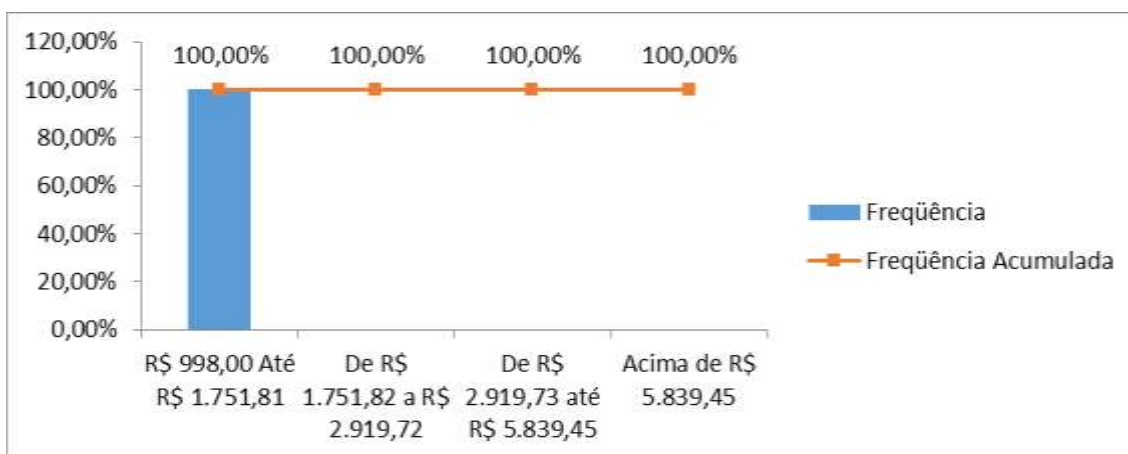 120,00%
100,00%
80,00%
60,00%
40,00%
20,00%
0,00%
100,00% 100,00% 100,00% 100,00%
R$ 998,00 Até
R$ 1.751,81
De R$
1.751,82 a R$
2.919,72
De R$
2.919,73 até
R$ 5.839,45
Acima de R$
5.839,45
Freqüência
Freqüência Acumulada